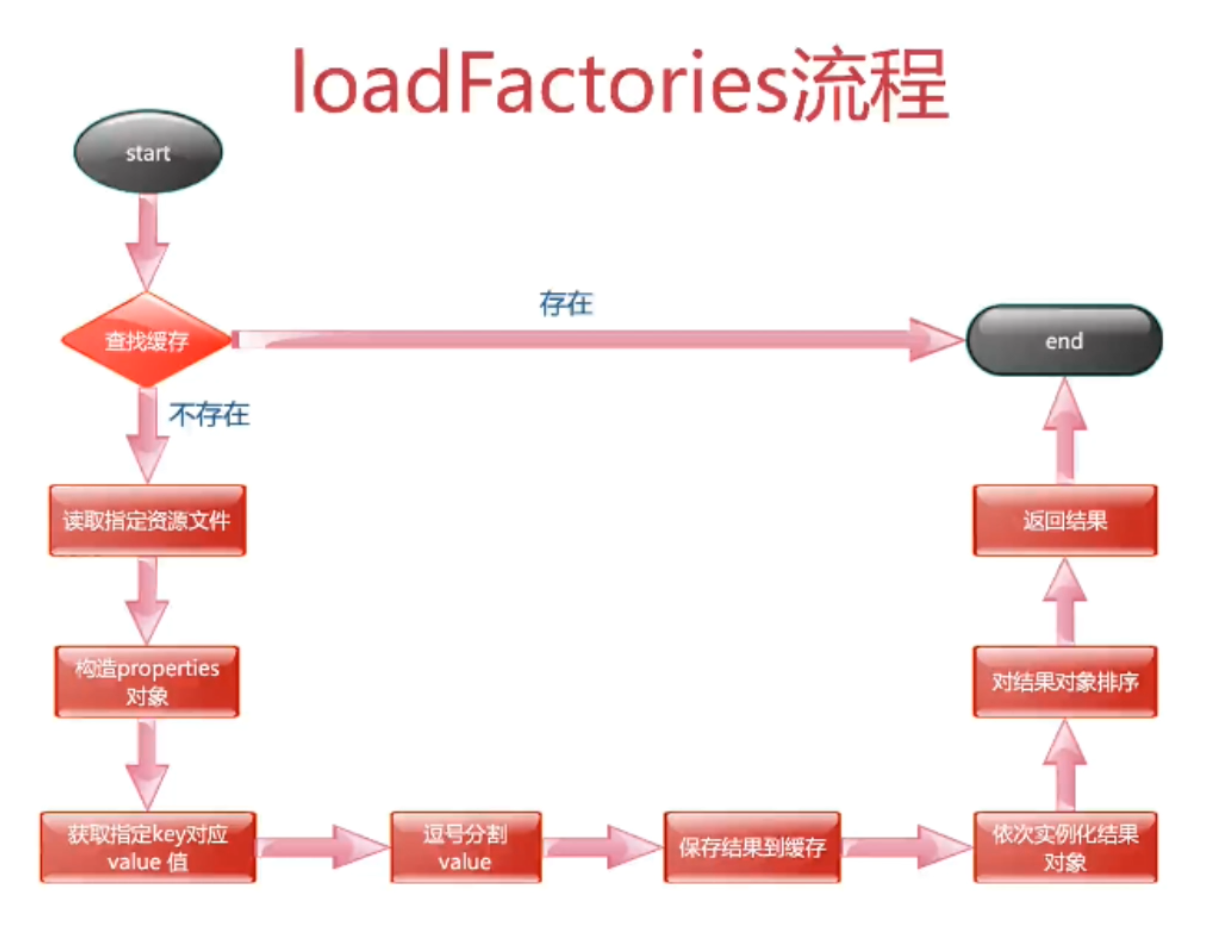 loadFactories流程
start
查找缓存
存在
end
不存在
读取指定资源文件
返回结果
构造properties
对象
对结果对象排序
获取指定key对应
value 值
逗号分割
value
保存结果到缓存
依次实例化结果
对象